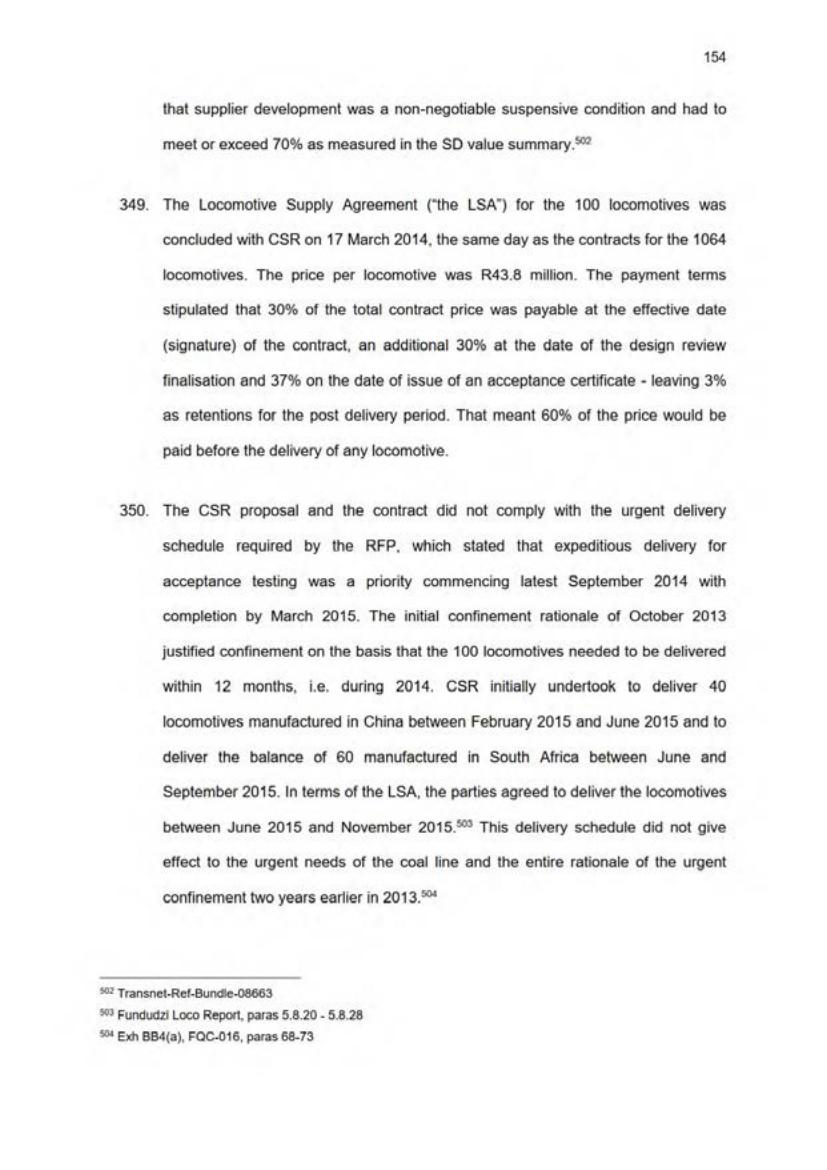 154
that supplier development was a non-negotiable suspensive condition and had to
meet or exceed 70% as measured in the SD value summary.502
349. The Locomotive Supply Agreement ("the LSA") for the 100 locomotives was
concluded with CSR on 17 March 2014, the same day as the contracts for the 1064
locomotives. The price per locomotive was R43.8 million. The payment terms
stipulated that 30% of the total contract price was payable at the effective date
(signature) of the contract, an additional 30% at the date of the design review
finalisation and 37% on the date of issue of an acceptance certificate - leaving 3%
as retentions for the post delivery period. That meant 60% of the price would be
paid before the delivery of any locomotive.
350. The CSR proposal and the contract did not comply with the urgent delivery
schedule required by the RFP, which stated that expeditious delivery for
acceptance testing was a priority commencing latest September 2014 with
completion by March 2015. The initial confinement rationale of October 2013
justified confinement on the basis that the 100 locomotives needed to be delivered
within 12 months, i.e. during 2014. CSR initially undertook to deliver 40
locomotives manufactured in China between February 2015 and June 2015 and to
deliver the balance of 60 manufactured in South Africa between June and
September 2015. In terms of the LSA, the parties agreed to deliver the locomotives
between June 2015 and November 2015.503 This delivery schedule did not give
effect to the urgent needs of the coal line and the entire rationale of the urgent
confinement two years earlier in 2013.504
502 Transnet-Ref-Bundle-08663
503 Fundudzi Loco Report, paras 5.8.20 - 5.8.28
504 Exh BB4(a), FQC-016, paras 68-73